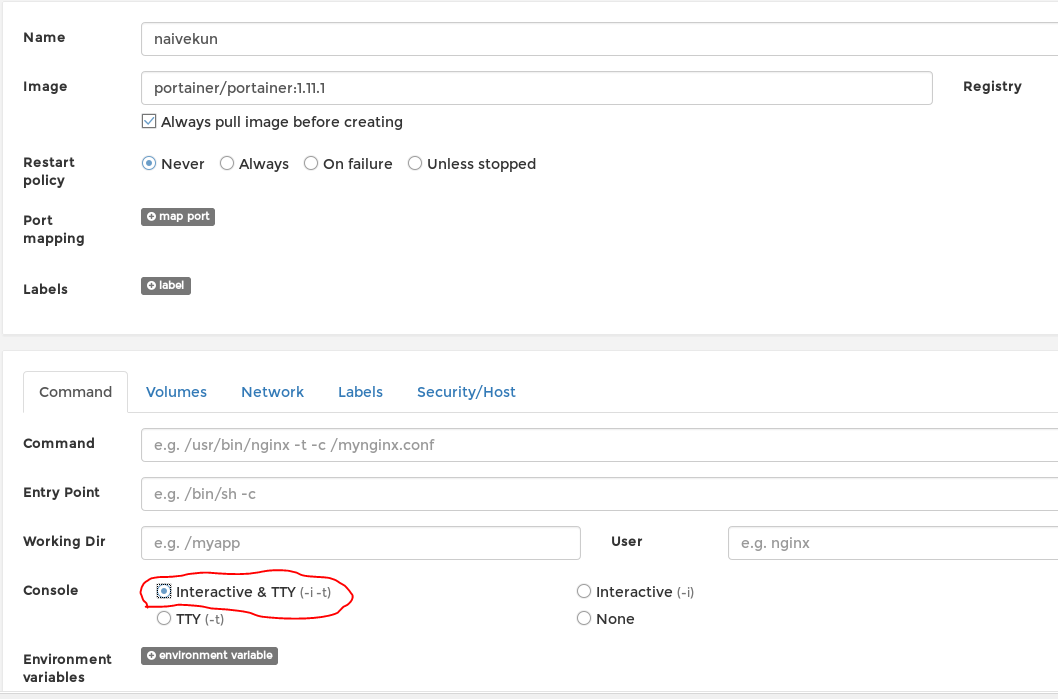 Name naivekun
Image portainer/portainer:1.11.1 Registry
Always pull image before creating
Restart policy Never Always On failure Unless stopped
Port mapping map port
Labels label
Command Volumes Network Labels Security/Host
Command e.g. /usr/bin/nginx -t -c /mynginx.conf
Entry Point e.g. /bin/sh -c
Working Dir e.g. /myapp User e.g. nginx
Console Interactive & TTY (-i -t) Interactive (-i)
TTY (-t) None
Environment variables environment variable